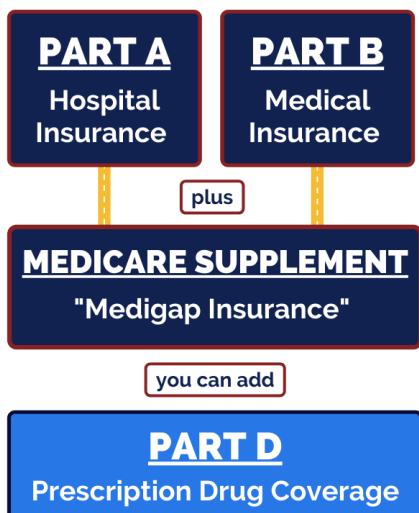 PART A
Hospital
Insurance
PART B
Medical
Insurance
plus
MEDICARE SUPPLEMENT
"Medigap Insurance"
you can add
PART D
Prescription Drug Coverage